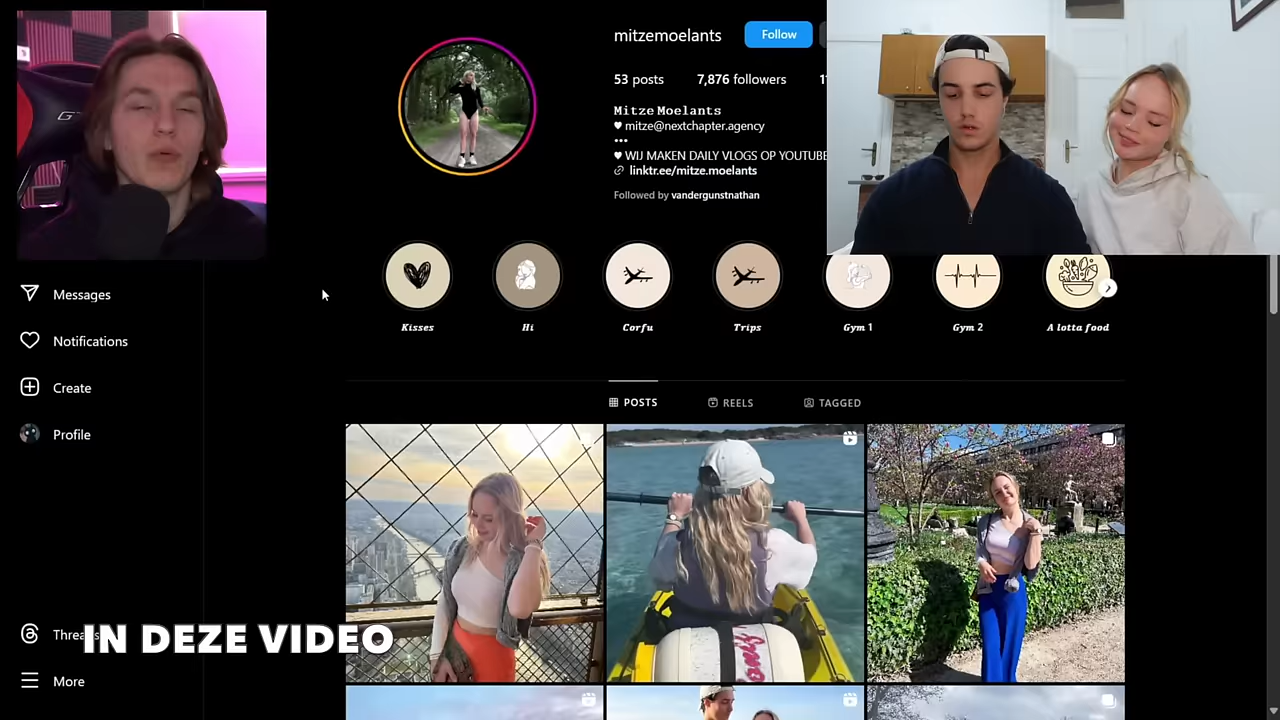 mitzemoelants
Follow
53 posts
7,876 followers
Mitze Moelants
♥ mitze@nextchapter.agency
•••
♥ WIJ MAKEN DAILY VLOGS OP YOUTUBE
linktr.ee/mitze.moelants
Followed by vandergunstnathan
Messages
Notifications
Create
Profile
Kisses
Hi
Corfu
Trips
Gym 1
Gym 2
A lotta food
POSTS
REELS
TAGGED
IN DEZE VIDEO
More